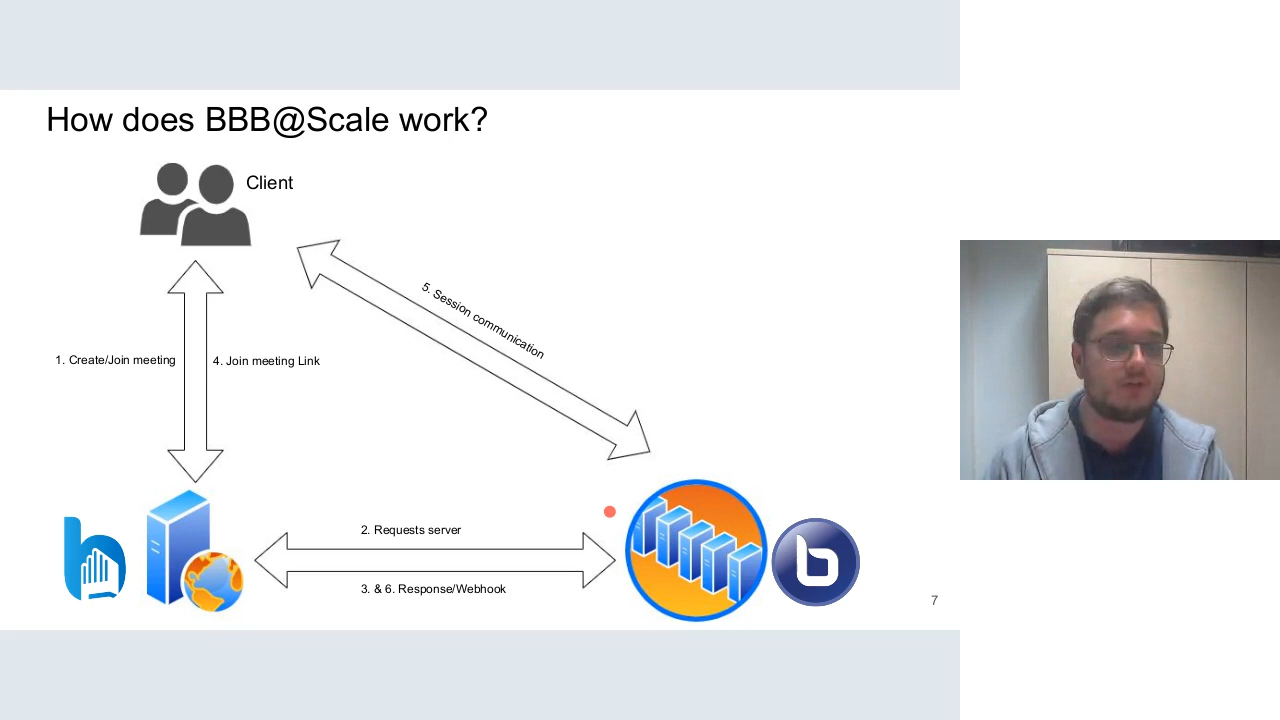 How does BBB@Scale work?
Client
5. Session communication
1. Create/Join meeting
4. Join meeting Link
2. Requests server
3. & 6. Response/Webhook
7